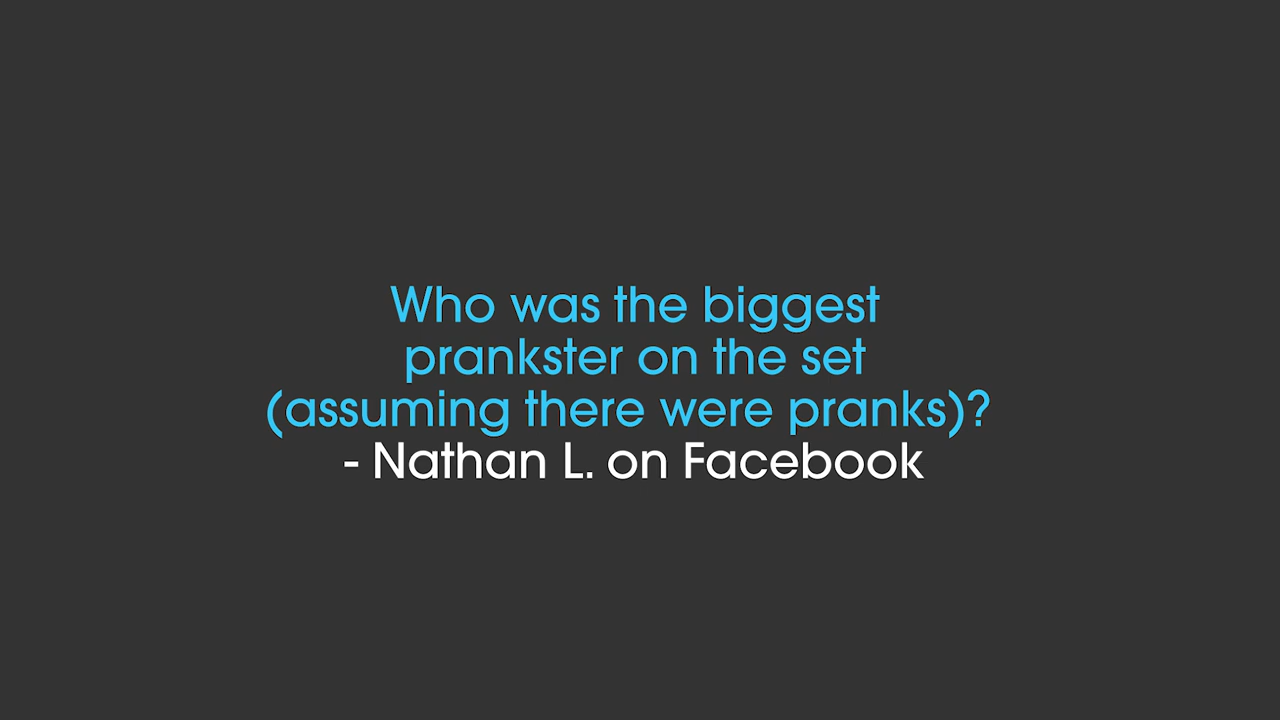 Who was the biggest
prankster on the set
(assuming there were pranks)?
- Nathan L. on Facebook